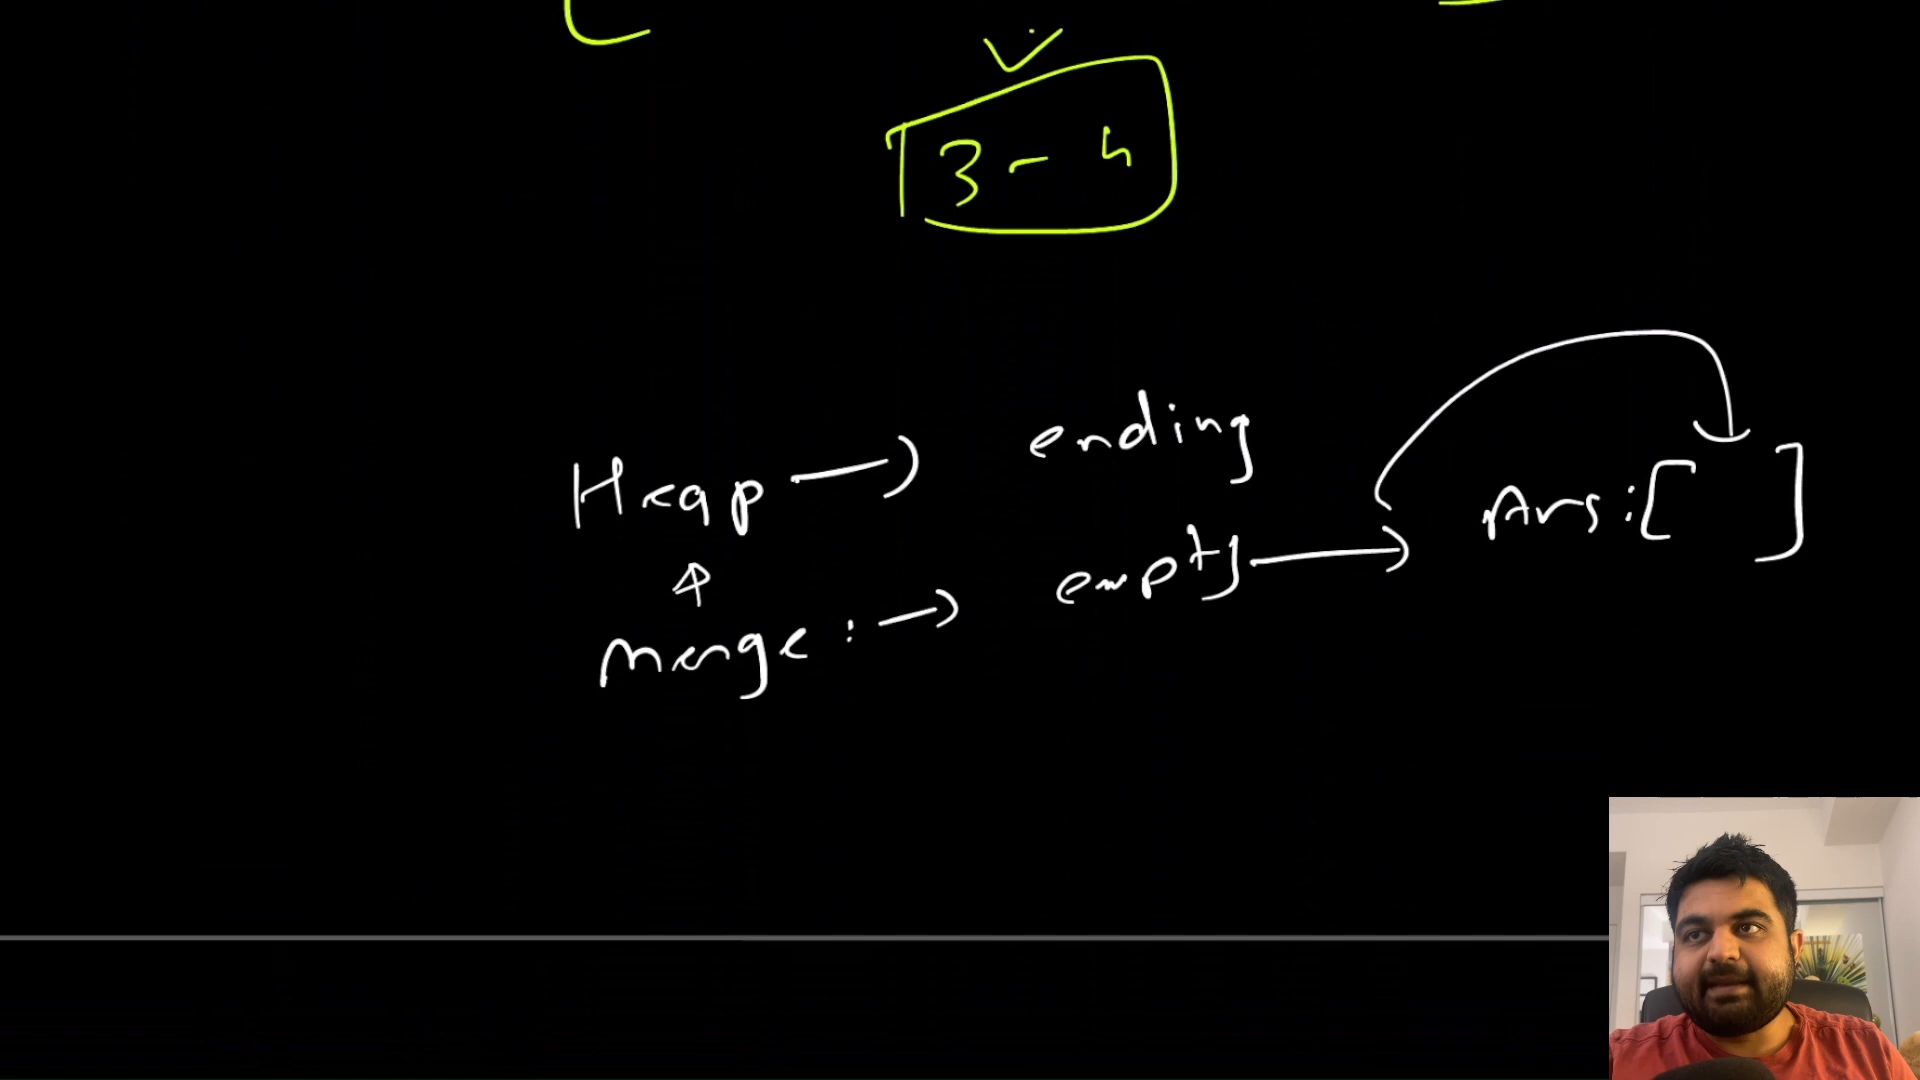 3 - 4
Heap → ending
merge : → empty → Ans : [ ]